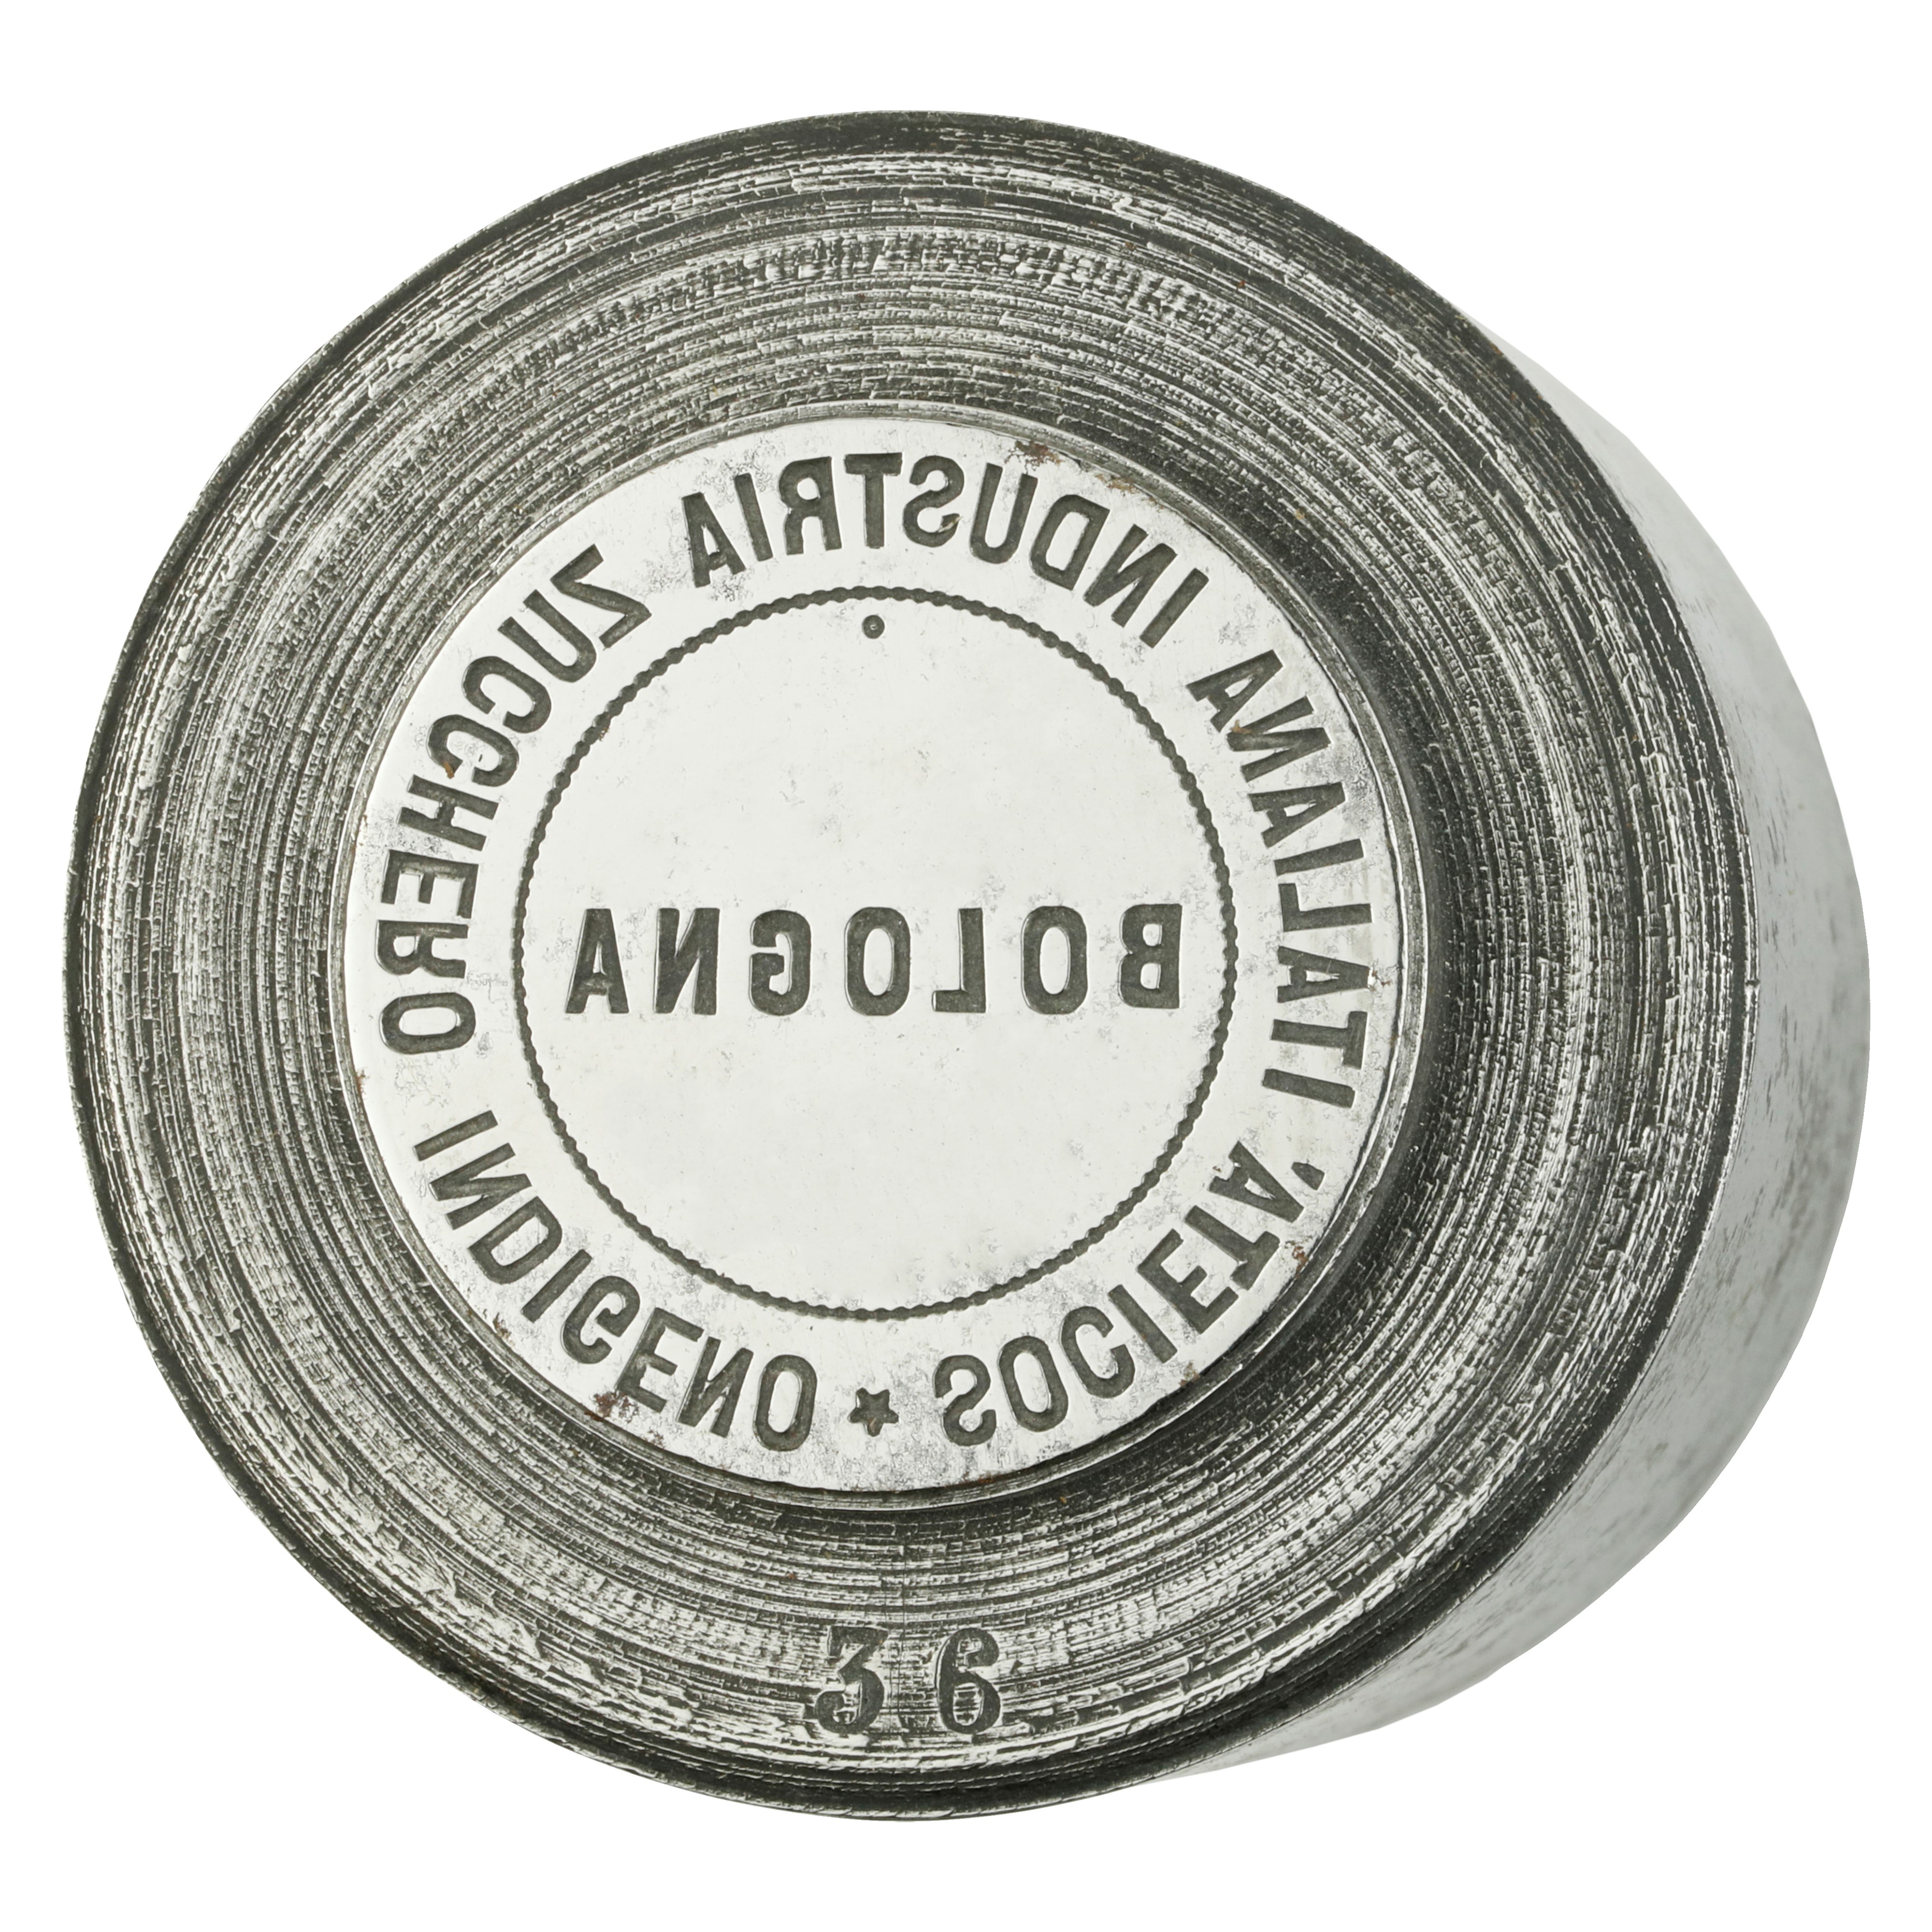 SOCIETA' ITALIANA INDUSTRIA ZUCCHERO INDIGENO ★
BOLOGNA
36